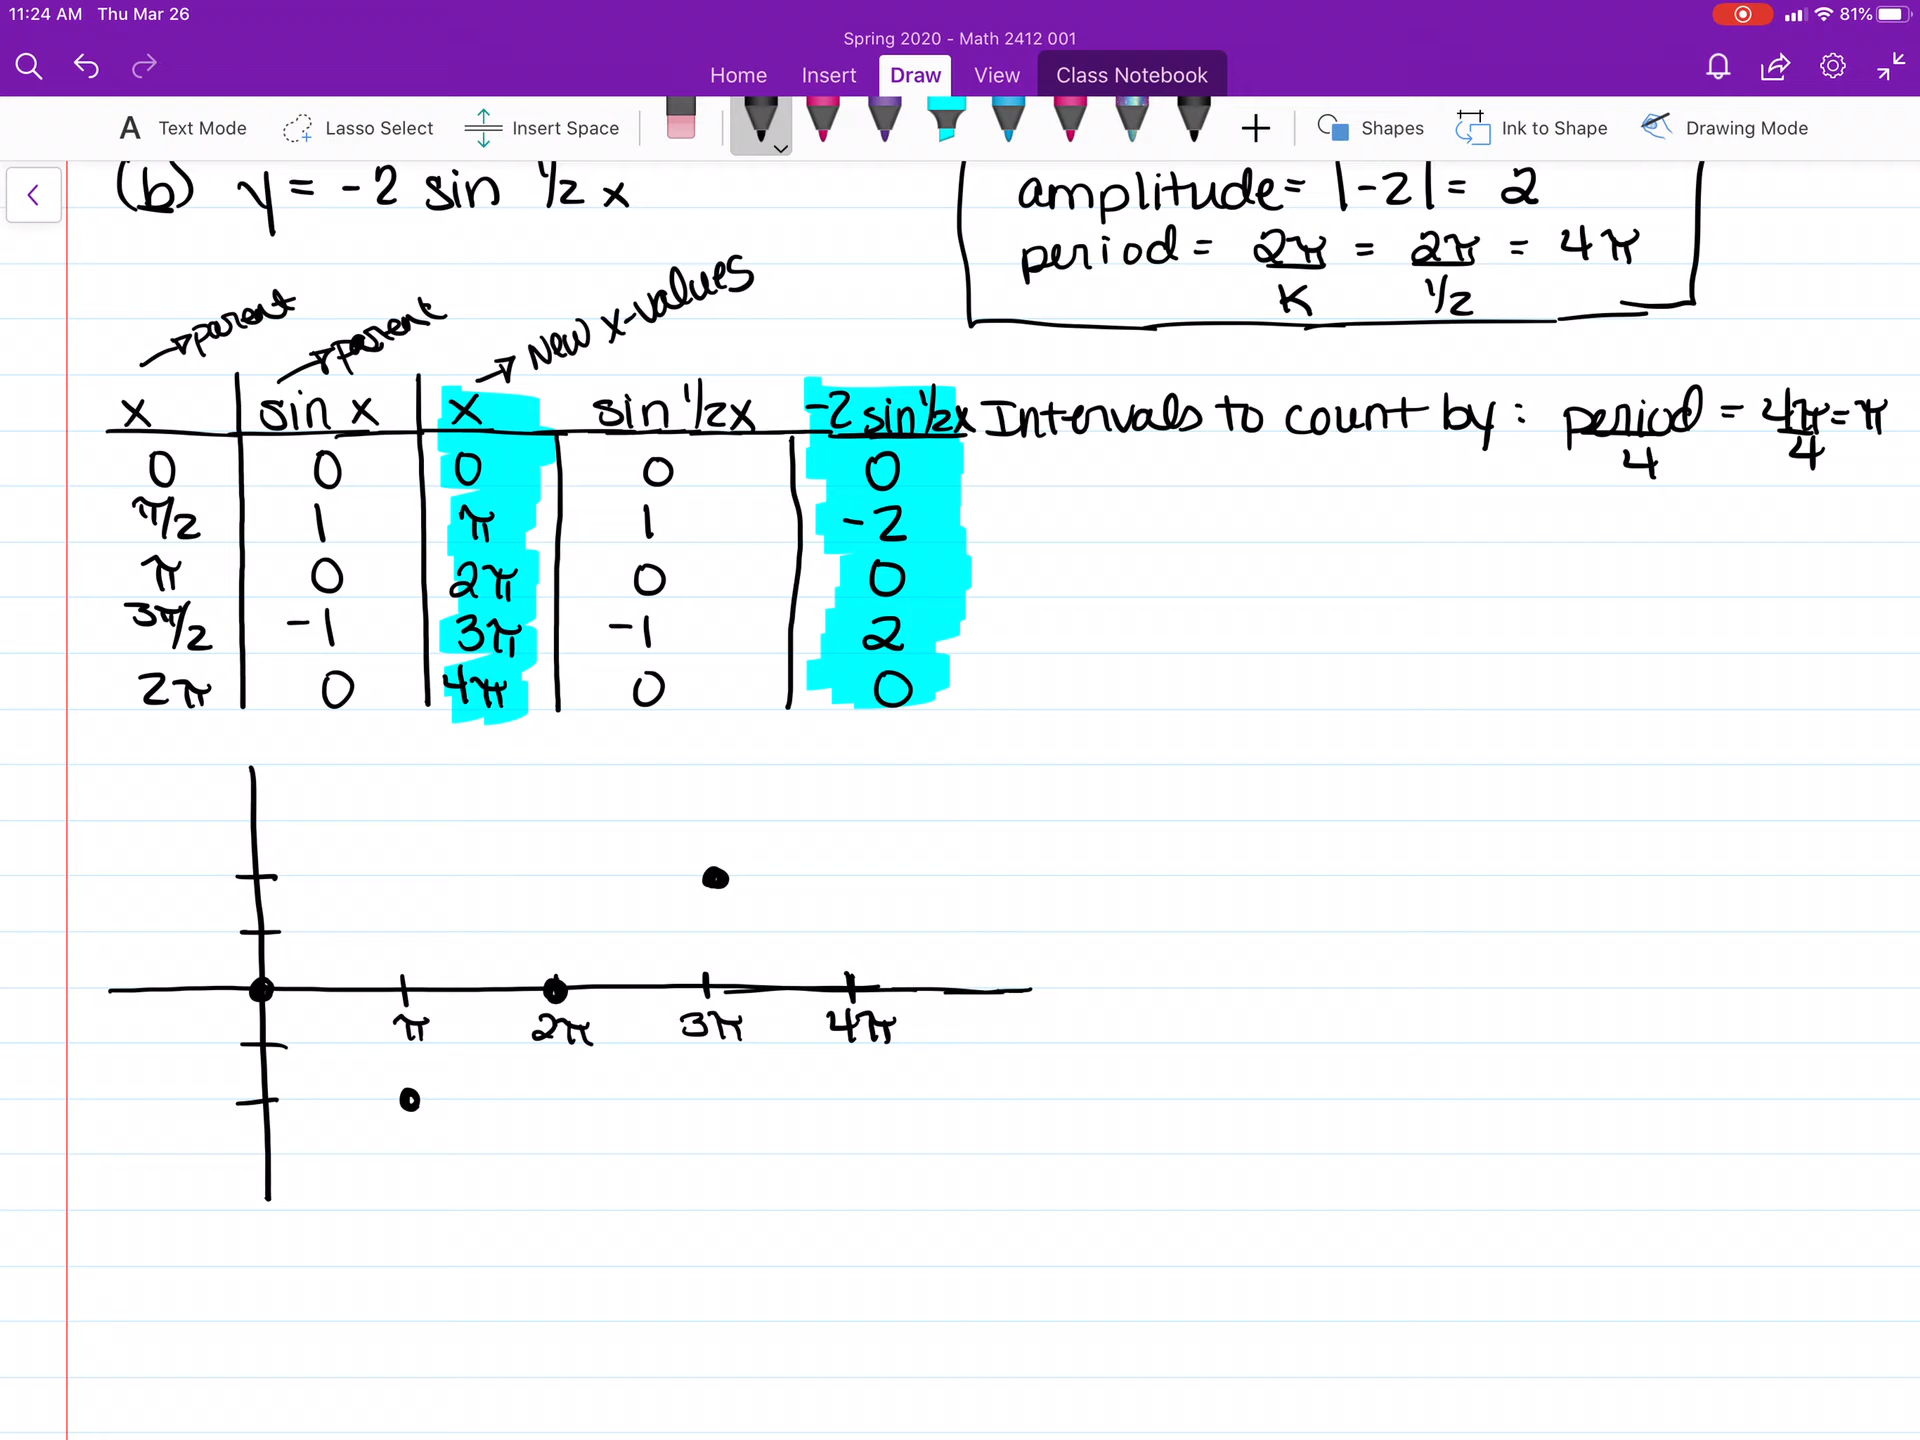 11:24 AM Thu Mar 26
81%
Spring 2020 - Math 2412 001
Home Insert Draw View Class Notebook
A Text Mode Lasso Select Insert Space Shapes Ink to Shape Drawing Mode
(b) y = -2 sin 1/2 x
amplitude = |-2| = 2
period = 2π/K = 2π/1/2 = 4π
parent parent New x-values
x sin x x sin 1/2x -2 sin 1/2x Intervals to count by: period/4 = 4π/4 = π
0 0 0 0 0
π/2 1 π 1 -2
π 0 2π 0 0
3π/2 -1 3π -1 2
2π 0 4π 0 0
π 2π 3π 4π